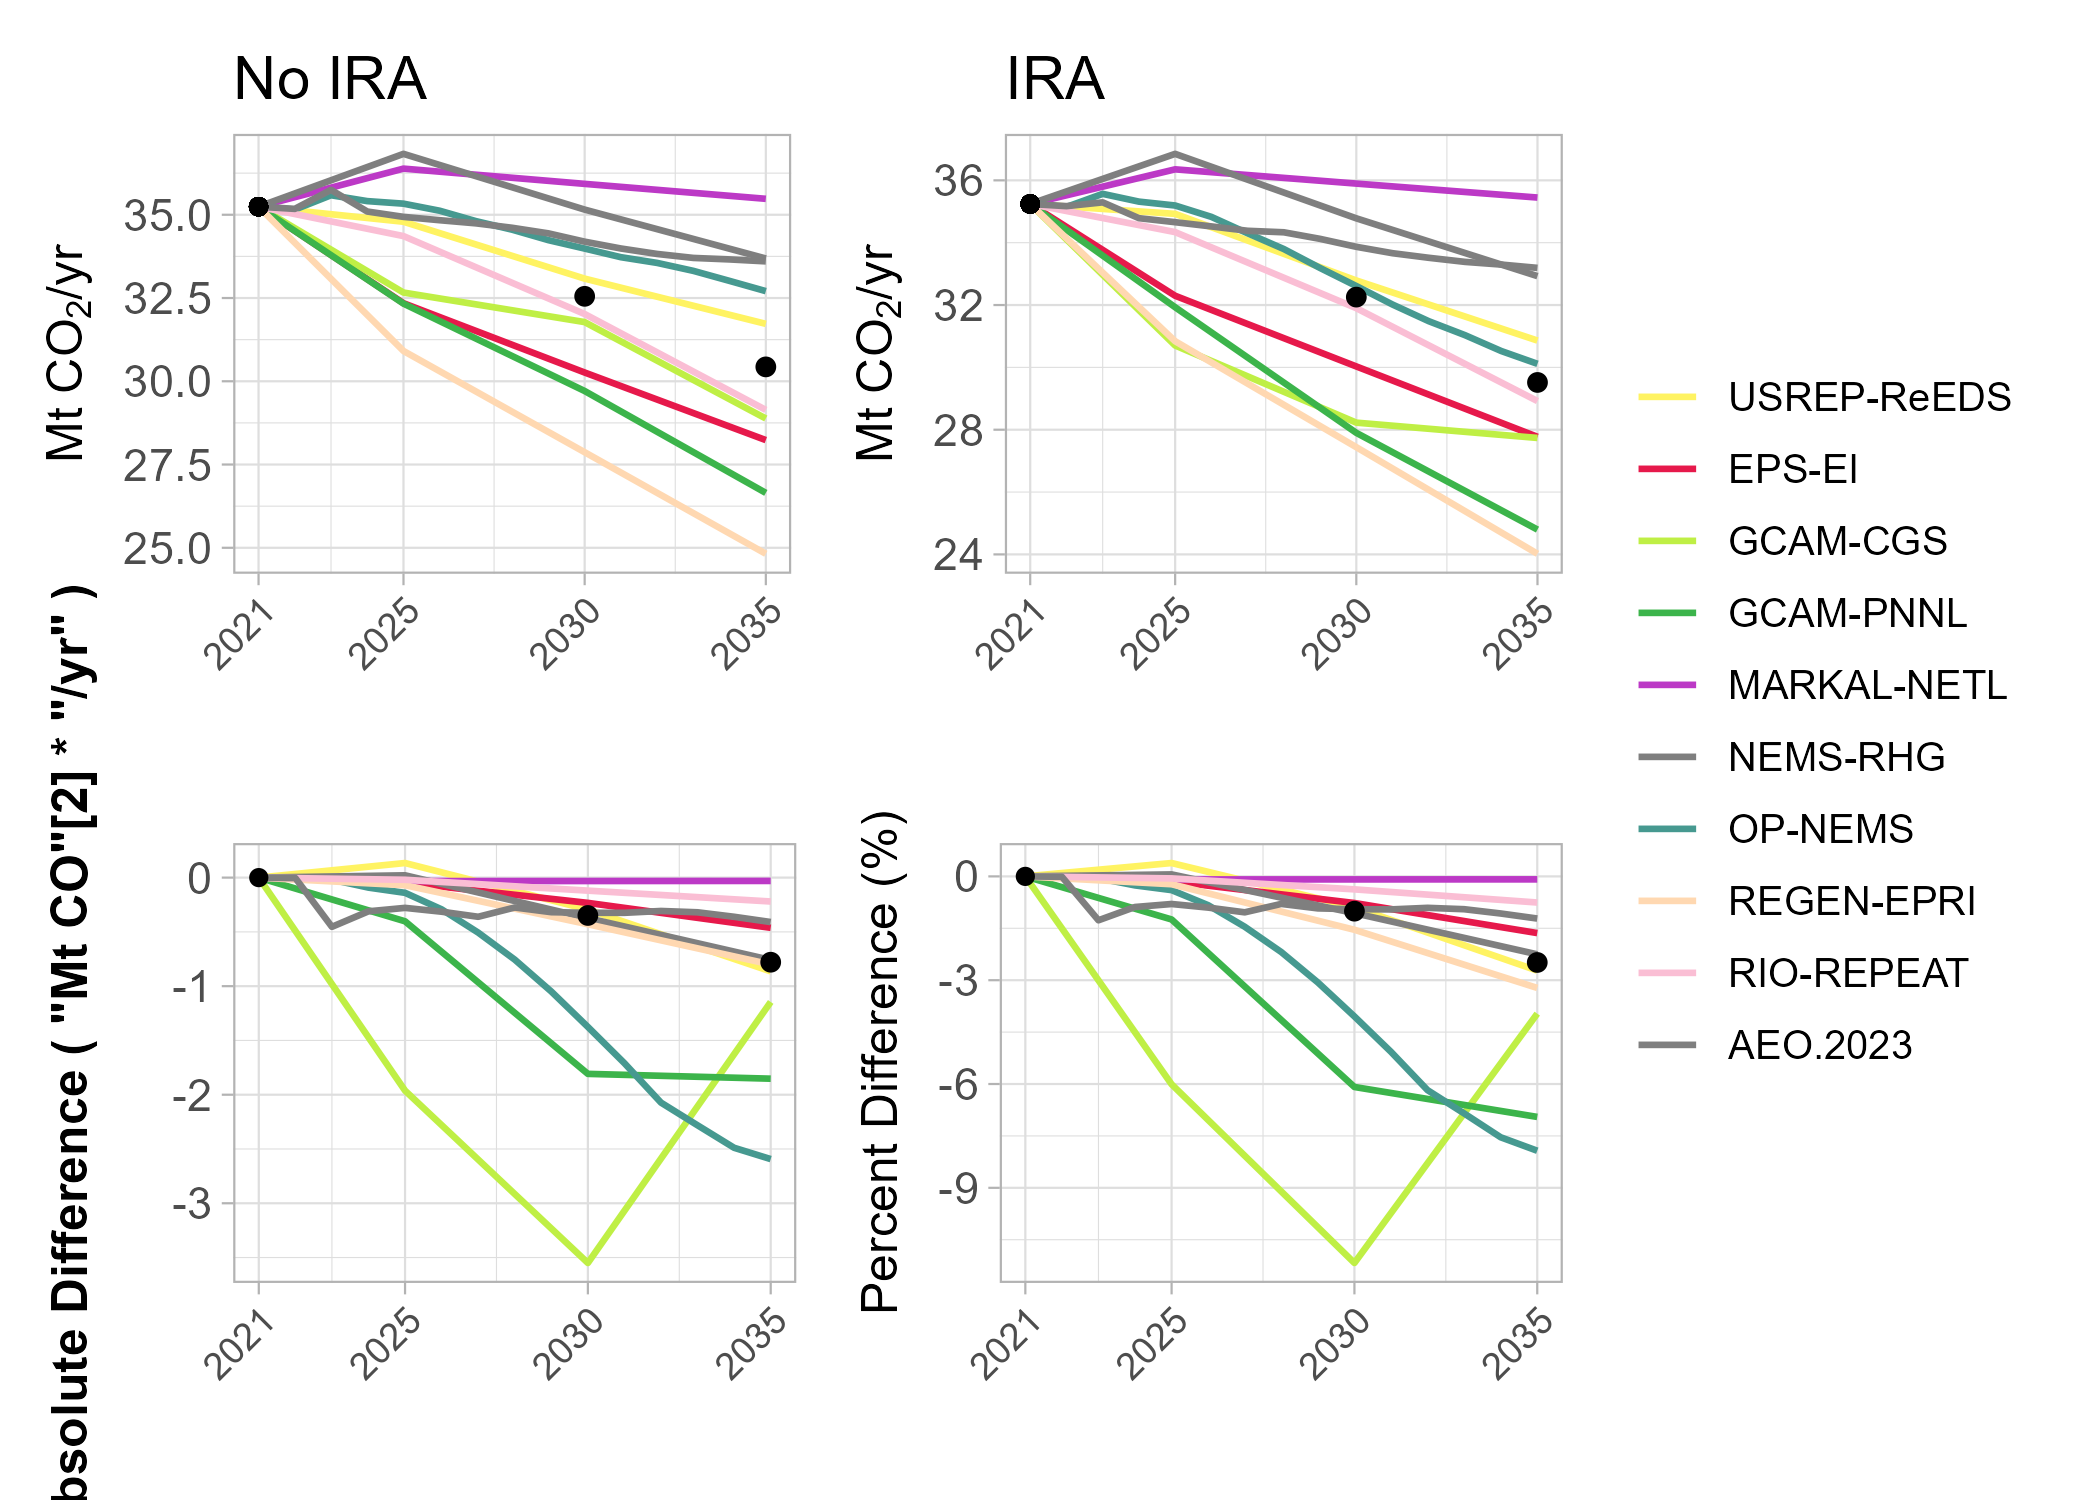 No IRA
IRA
Mt CO2/yr
35.0
32.5
30.0
27.5
25.0
2021
2025
2030
2035
Mt CO2/yr
36
32
28
24
2021
2025
2030
2035
bsolute Difference ( "Mt CO"[2] * "/yr" )
0
-1
-2
-3
2021
2025
2030
2035
Percent Difference (%)
0
-3
-6
-9
2021
2025
2030
2035
USREP-ReEDS
EPS-EI
GCAM-CGS
GCAM-PNNL
MARKAL-NETL
NEMS-RHG
OP-NEMS
REGEN-EPRI
RIO-REPEAT
AEO.2023